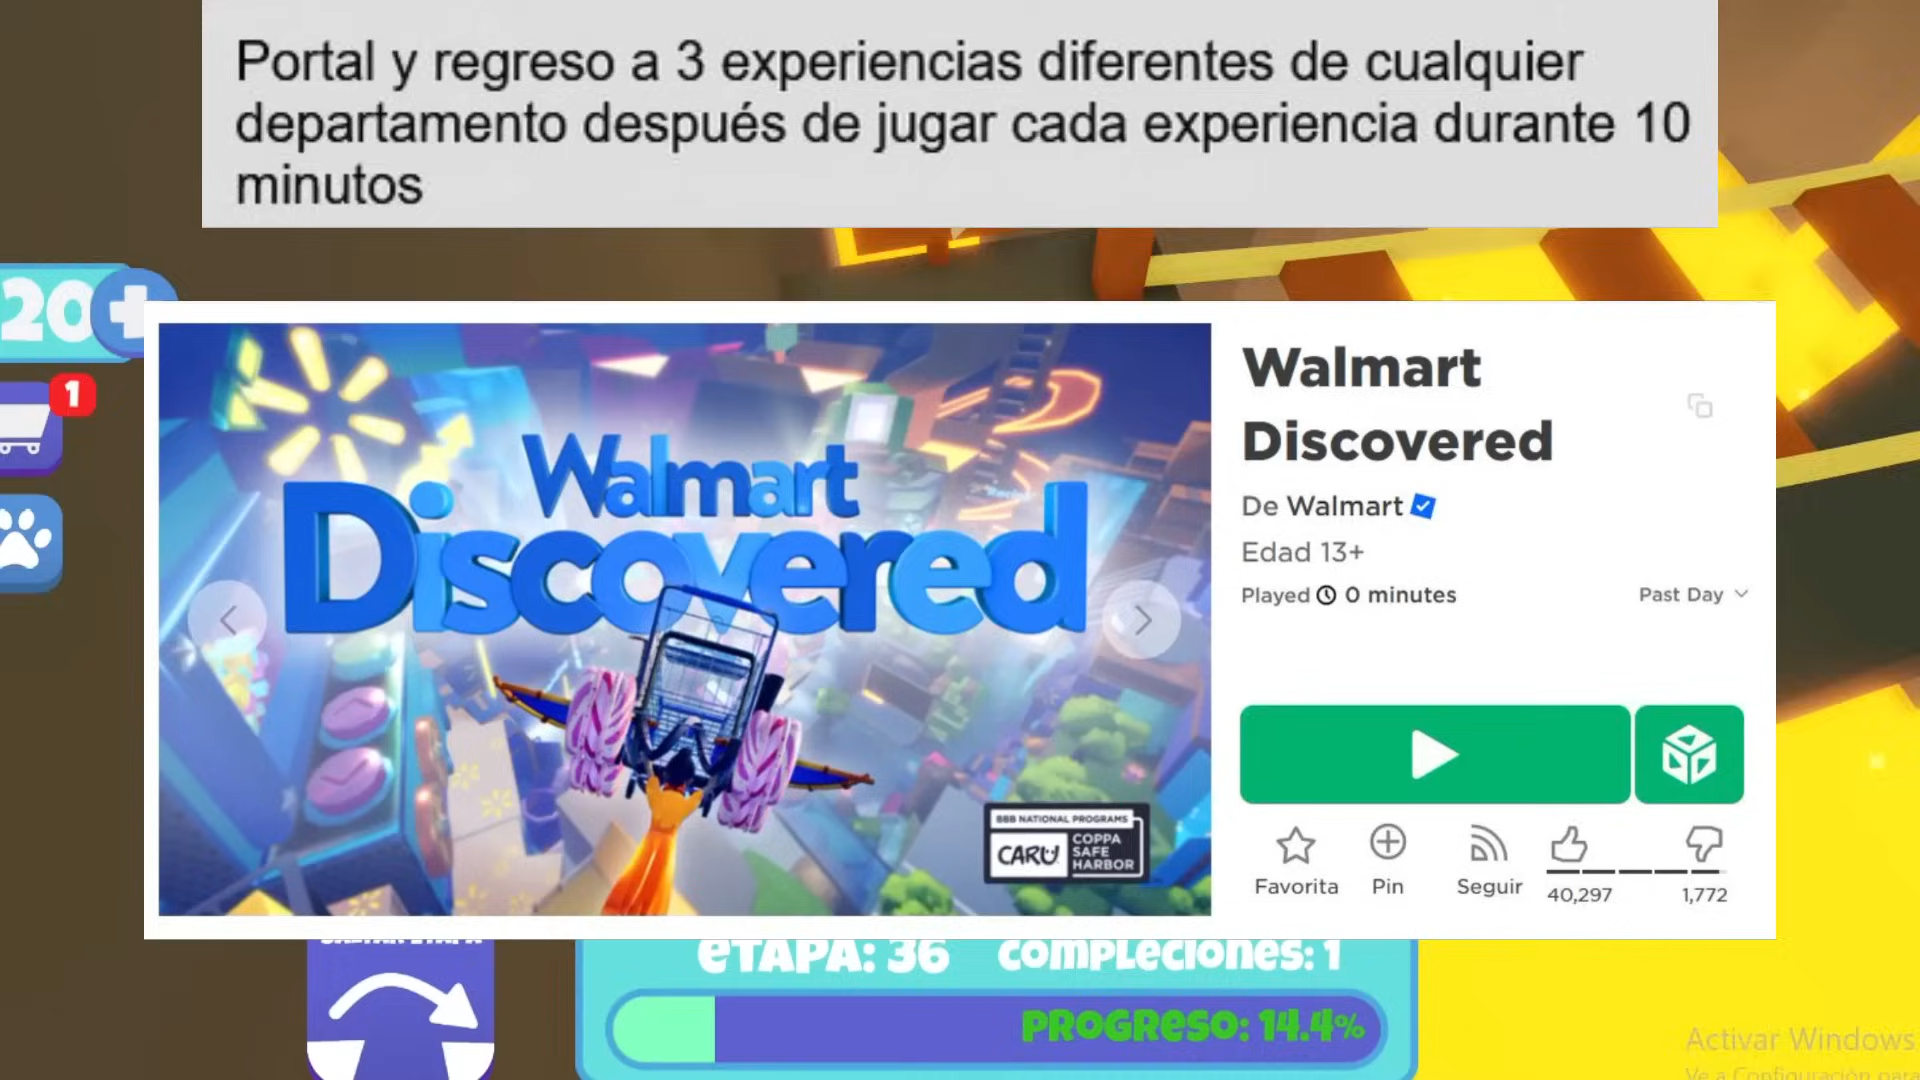 Portal y regreso a 3 experiencias diferentes de cualquier
departamento después de jugar cada experiencia durante 10
minutos
20
1
Walmart
Discovered
BBB NATIONAL PROGRAMS
CARU
COPPA
SAFE
HARBOR
Walmart
Discovered
De Walmart
Edad 13+
Played 0 minutes
Past Day
Favorita
Pin
Seguir
40,297
1,772
ETAPA: 36 COMPLECIONES: 1
PROGRESO: 14.4%
Activar Windows